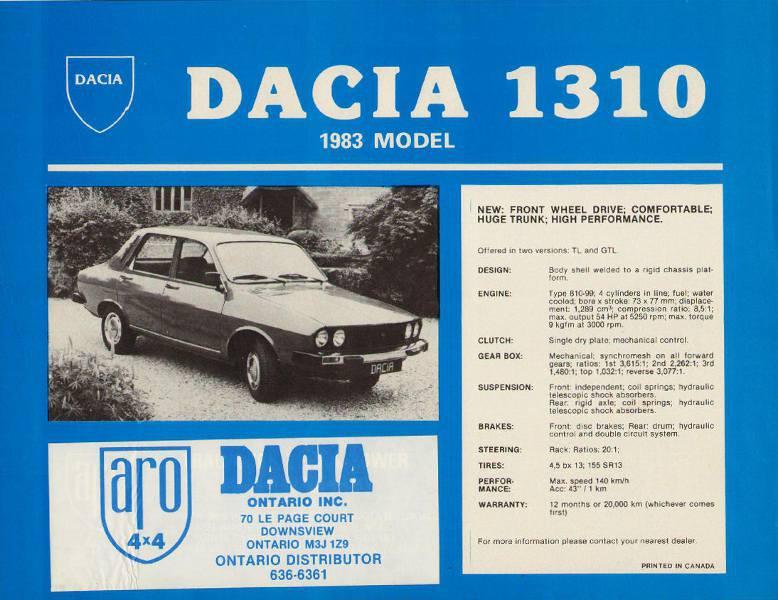 DACIA
DACIA 1310
1983 MODEL
DACIA
NEW: FRONT WHEEL DRIVE; COMFORTABLE;
HUGE TRUNK; HIGH PERFORMANCE.
Offered in two versions: TL and GTL.
DESIGN: Body shell welded to a rigid chassis plat-
form.
ENGINE: Type 810-99; 4 cylinders in line; fuel; water
cooled; bore x stroke: 73 x 77 mm; displace-
ment: 1,289 cm³; compression ratio: 8,5:1;
max. output 54 HP at 5250 rpm; max. torque
9 kgfm at 3000 rpm.
CLUTCH: Single dry plate; mechanical control.
GEAR BOX: Mechanical; synchromesh on all forward
gears; ratios: 1st 3,615:1; 2nd 2,262:1; 3rd
1,480:1; top 1,032:1; reverse 3,077:1.
SUSPENSION: Front: independent; coil springs; hydraulic
telescopic shock absorbers.
Rear: rigid axle; coil springs; hydraulic
telescopic shock absorbers.
BRAKES: Front: disc brakes; Rear: drum; hydraulic
control and double circuit system.
STEERING: Rack: Ratios: 20:1;
TIRES: 4,5 bx 13; 155 SR13
PERFOR-
MANCE: Max. speed 140 km/h
Acc: 43" / 1 km
WARRANTY: 12 months or 20,000 km (whichever comes
first)
For more information please contact your nearest dealer.
PRINTED IN CANADA
aro
4x4
DACIA
ONTARIO INC.
70 LE PAGE COURT
DOWNSVIEW
ONTARIO M3J 1Z9
ONTARIO DISTRIBUTOR
636-6361